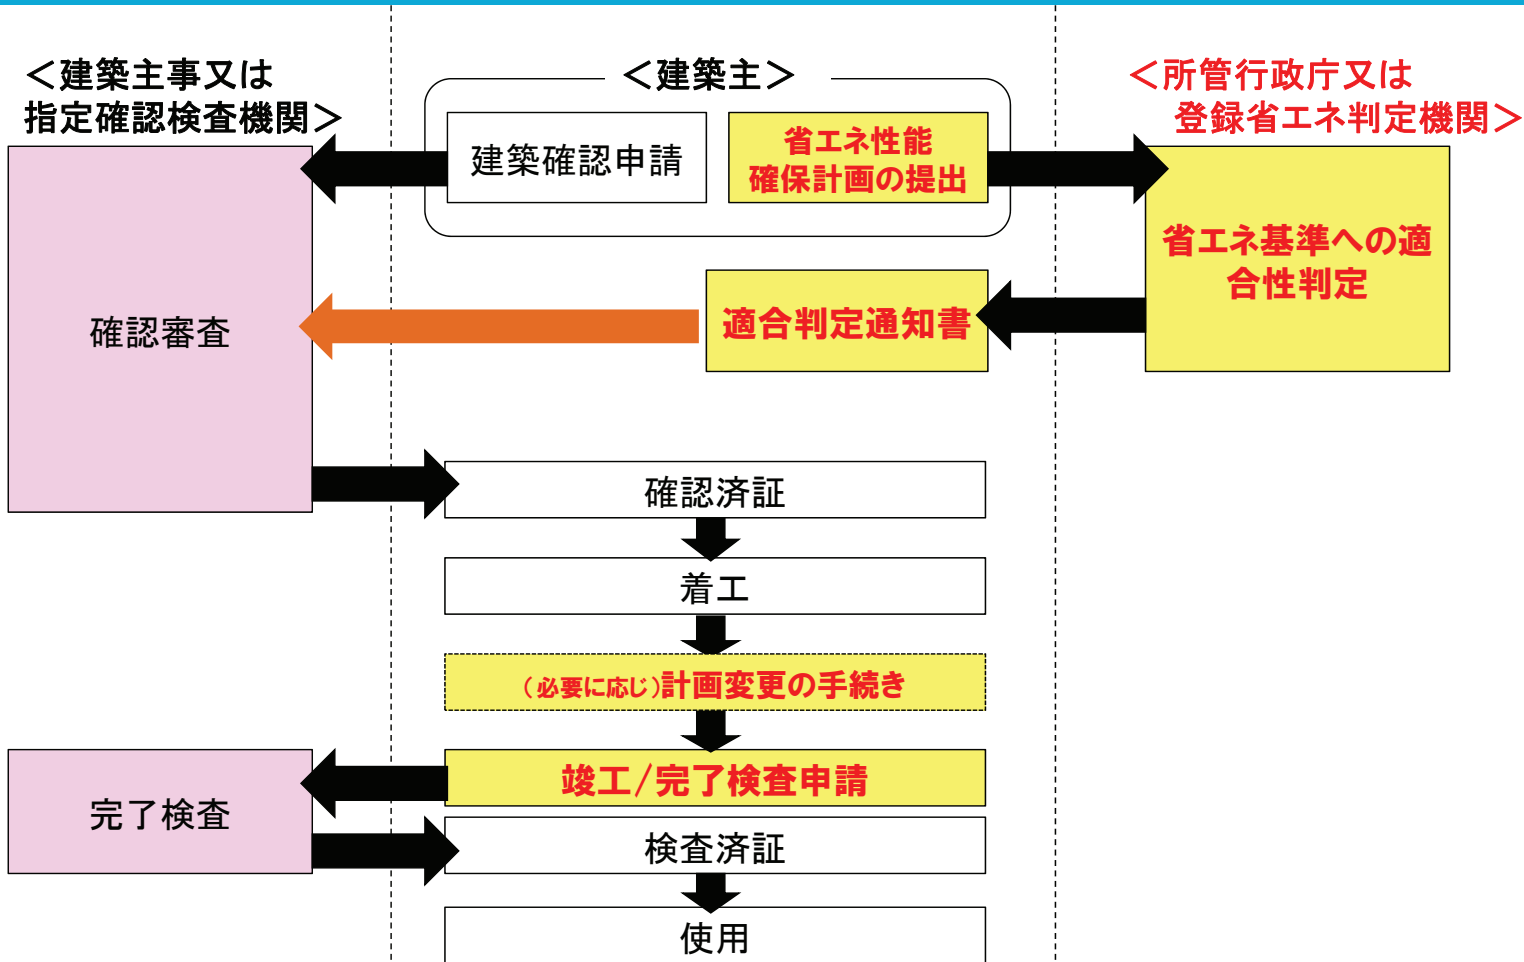 ＜建築主事又は
指定確認検査機関＞
＜建築主＞
＜所管行政庁又は
登録省エネ判定機関＞
建築確認申請
省エネ性能
確保計画の提出
省エネ基準への適
合性判定
適合判定通知書
確認審査
確認済証
着工
（必要に応じ）計画変更の手続き
竣工/完了検査申請
完了検査
検査済証
使用